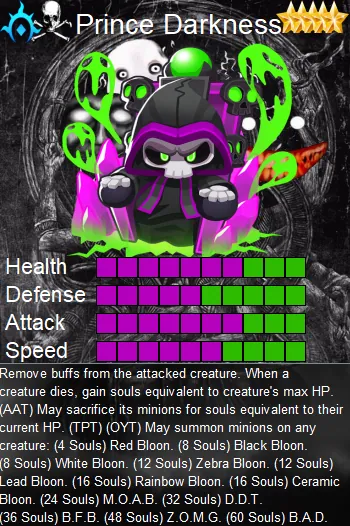 Prince Darkness
Health
Defense
Attack
Speed
Remove buffs from the attacked creature. When a
creature dies, gain souls equivalent to creature's max HP.
(AAT) May sacrifice its minions for souls equivalent to their
current HP. (TPT) (OYT) May summon minions on any
creature: (4 Souls) Red Bloon. (8 Souls) Black Bloon.
(8 Souls) White Bloon. (12 Souls) Zebra Bloon. (12 Souls)
Lead Bloon. (16 Souls) Rainbow Bloon. (16 Souls) Ceramic
Bloon. (24 Souls) M.O.A.B. (32 Souls) D.D.T.
(36 Souls) B.F.B. (48 Souls) Z.O.M.G. (60 Souls) B.A.D.